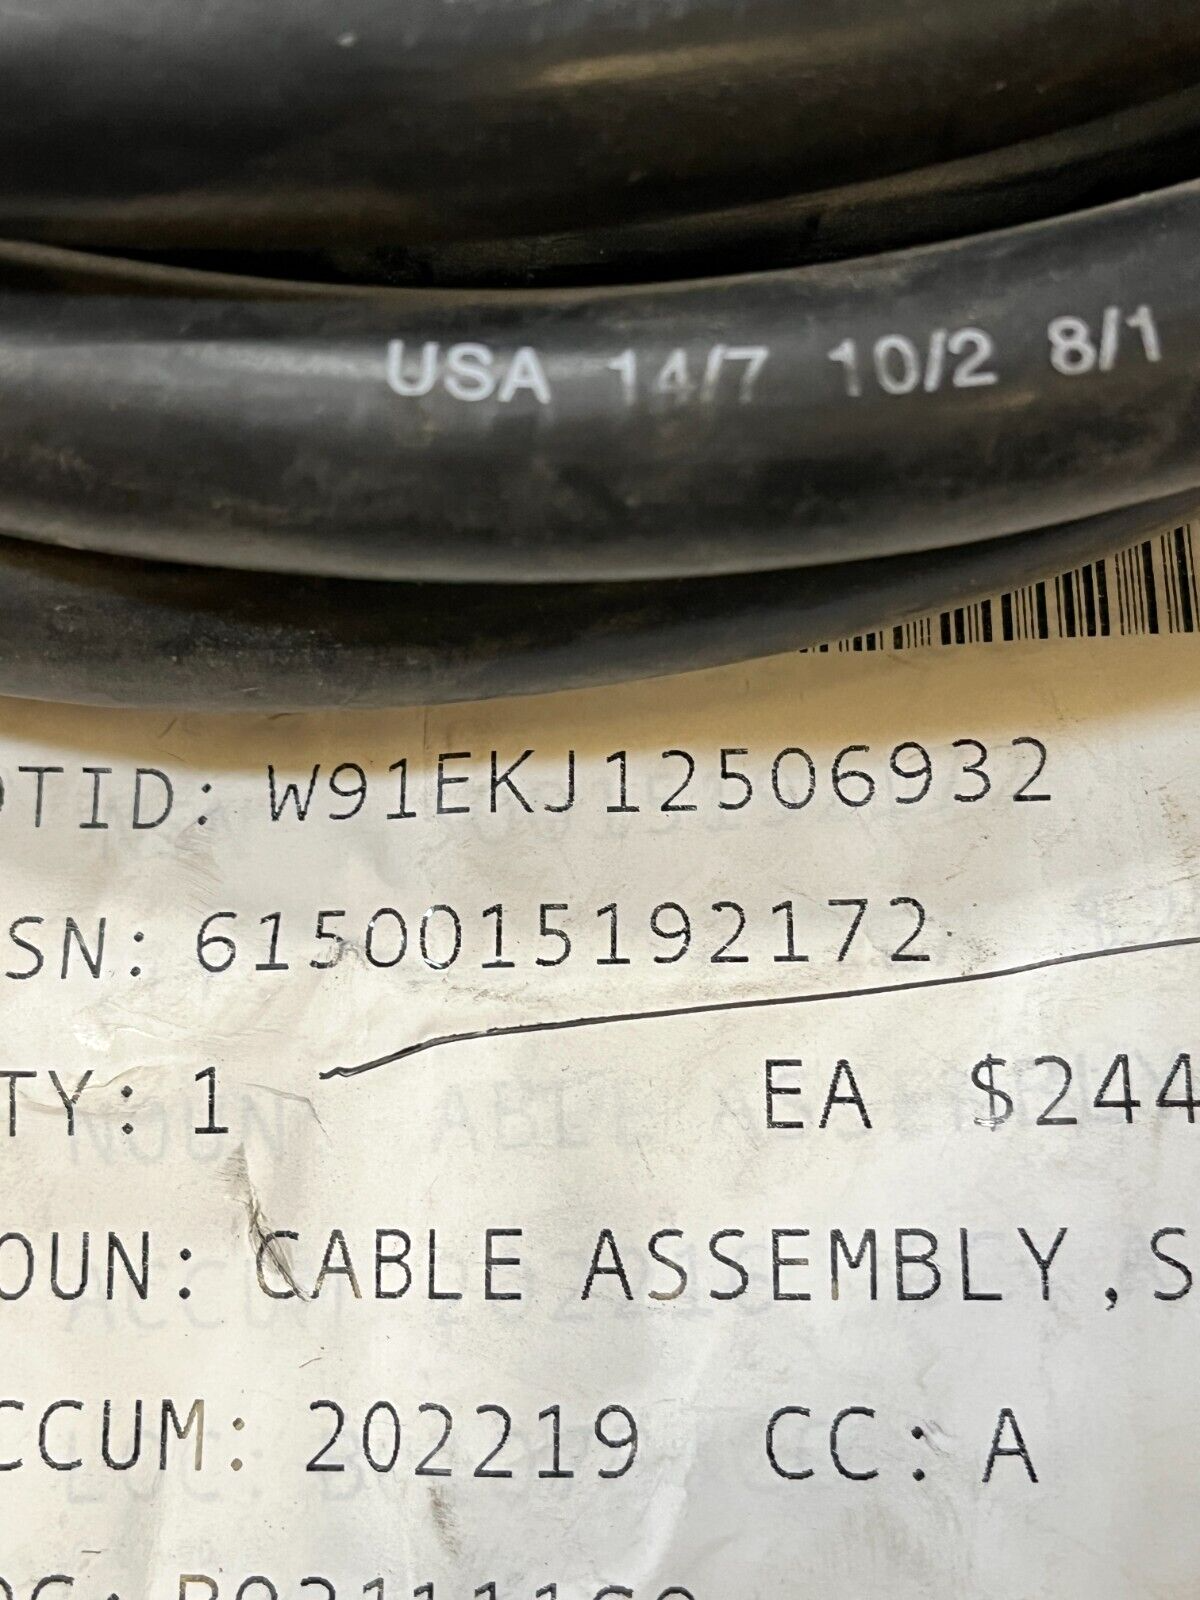 USA 14/7 10/2 8/1
OTID: W91EKJ12506932
SN: 6150015192172
TY: 1 EA $244
OUN: CABLE ASSEMBLY,S
CCUM: 202219 CC: A